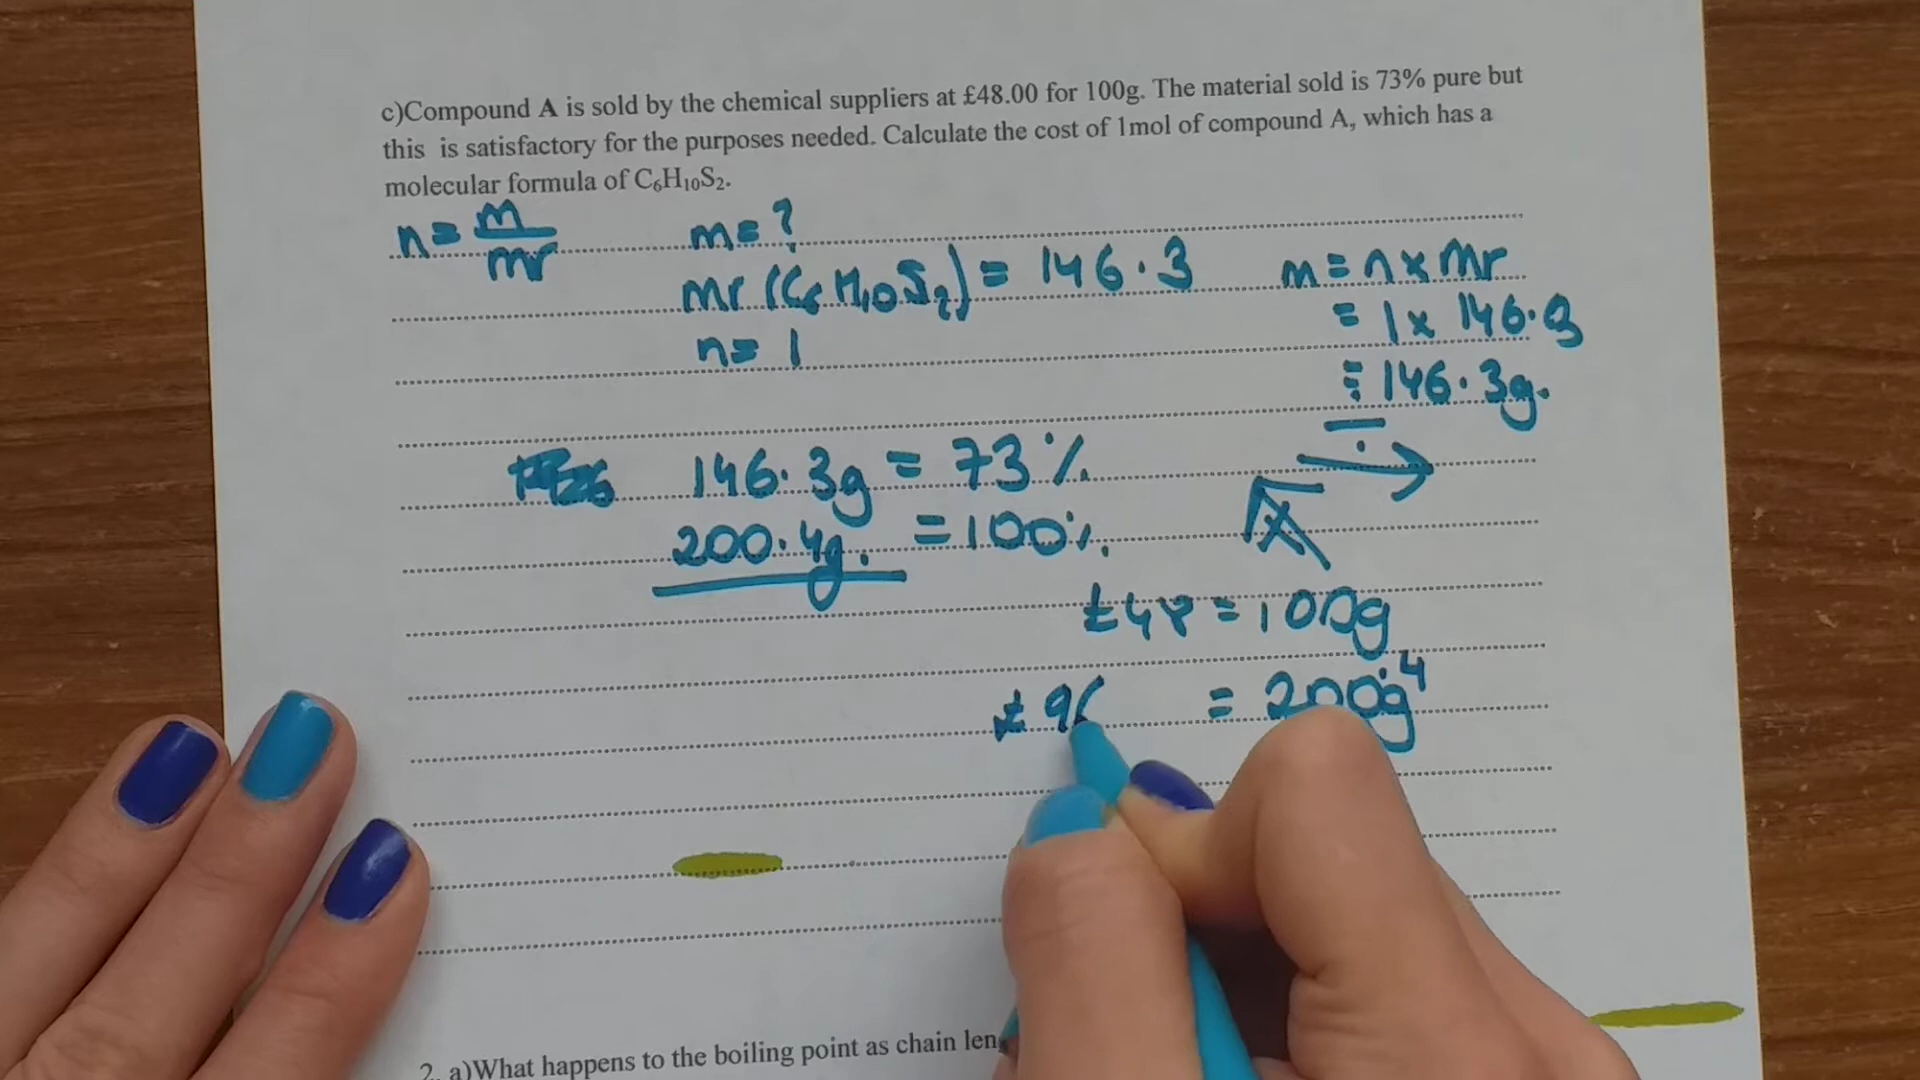 c)Compound A is sold by the chemical suppliers at £48.00 for 100g. The material sold is 73% pure but
this is satisfactory for the purposes needed. Calculate the cost of 1mol of compound A, which has a
molecular formula of C₆H₁₀S₂.
n = m/mr
m = ?
mr (C₆H₁₀S₂) = 146.3
n = 1
m = n x mr
= 1 x 146.3
= 146.3g.
÷
146.3g = 73%
x
200.4g. = 100%.
£48 = 100g
£96 = 200.4g
2. a)What happens to the boiling point as chain